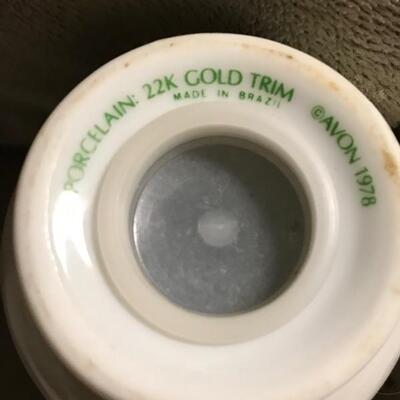 PORCELAIN: 22K GOLD TRIM
MADE IN BRAZIL
©AVON 1978